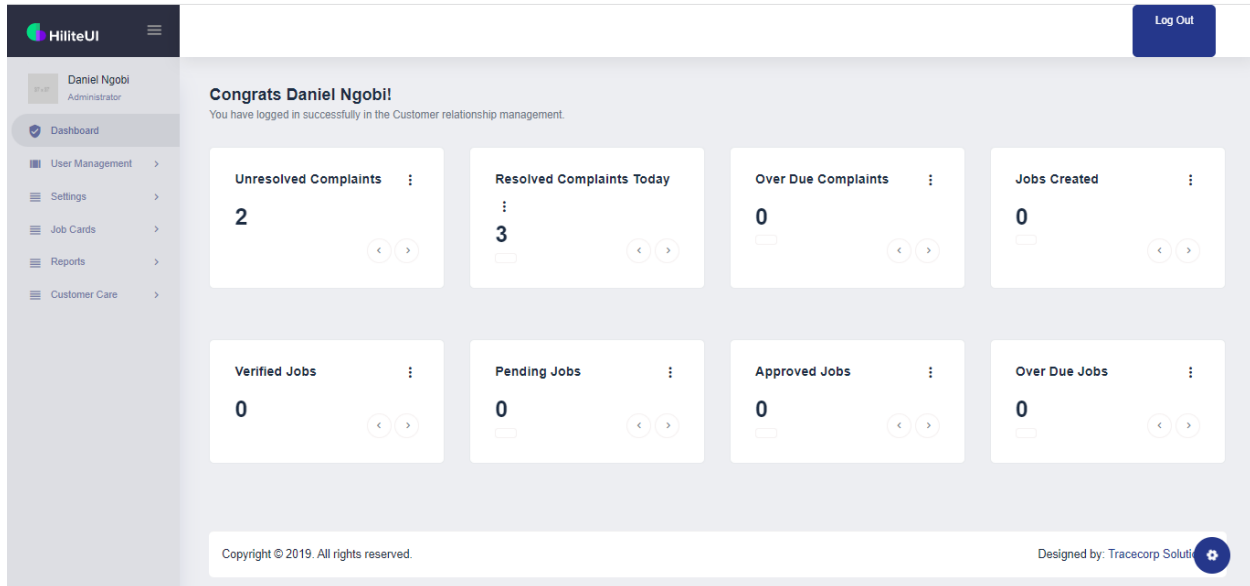 HiliteUI
Log Out
Daniel Ngobi
Administrator
Dashboard
User Management
Settings
Job Cards
Reports
Customer Care
Congrats Daniel Ngobi!
You have logged in successfully in the Customer relationship management.
Unresolved Complaints
2
Resolved Complaints Today
3
Over Due Complaints
0
Jobs Created
0
Verified Jobs
0
Pending Jobs
0
Approved Jobs
0
Over Due Jobs
0
Copyright © 2019. All rights reserved.
Designed by: Tracecorp